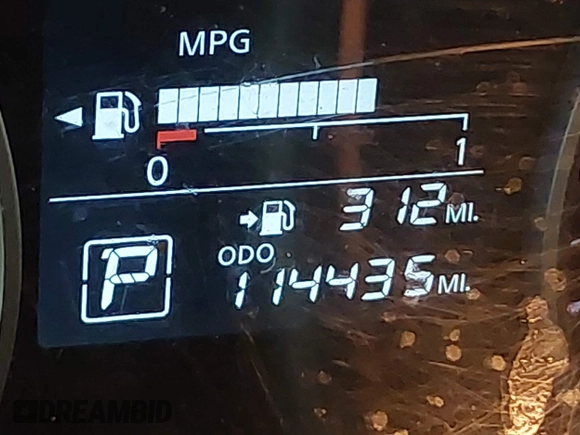 MPG
0 1
312 MI.
ODO
114435 MI.
P
DREAMBID